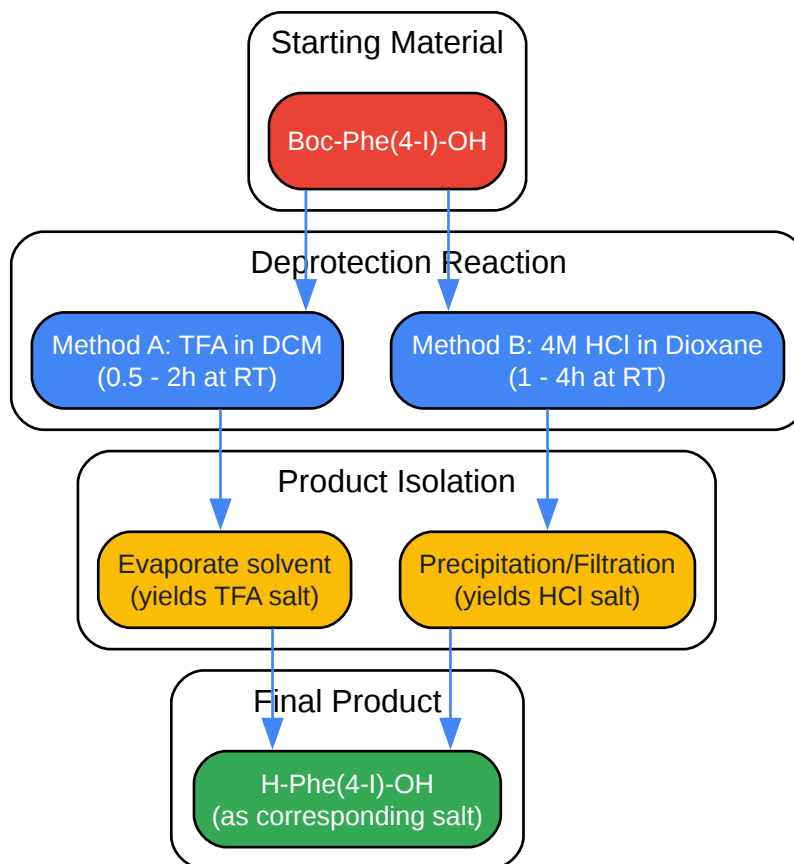 Starting Material
Boc-Phe(4-I)-OH
Deprotection Reaction
Method A: TFA in DCM
(0.5 - 2h at RT)
Method B: 4M HCl in Dioxane
(1 - 4h at RT)
Product Isolation
Evaporate solvent
(yields TFA salt)
Precipitation/Filtration
(yields HCl salt)
Final Product
H-Phe(4-I)-OH
(as corresponding salt)